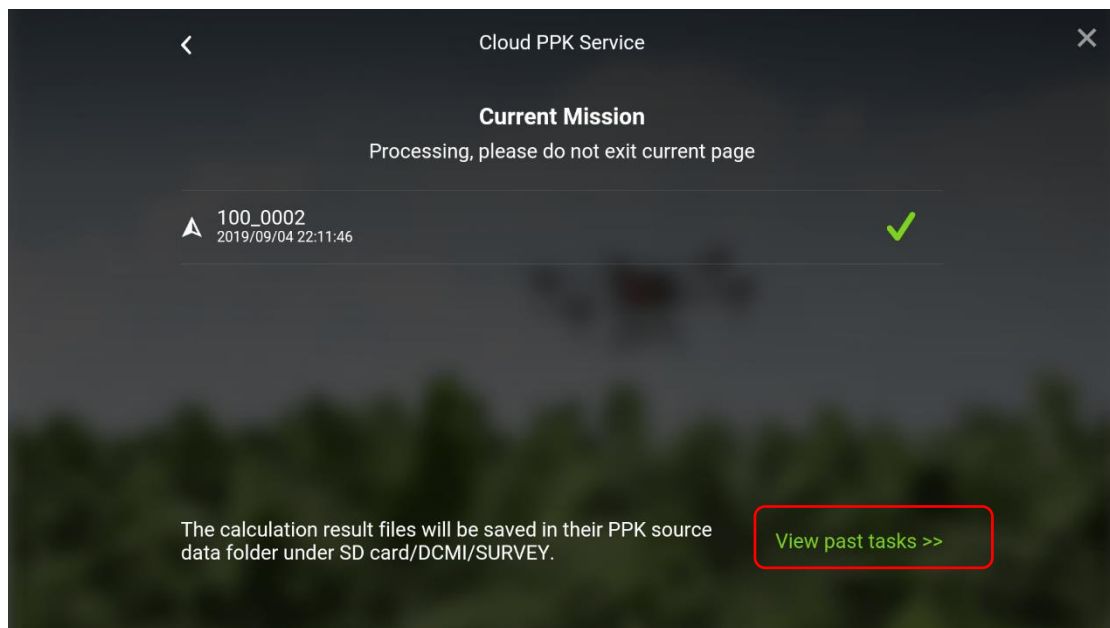 Cloud PPK Service
Current Mission
Processing, please do not exit current page
100_0002
2019/09/04 22:11:46
The calculation result files will be saved in their PPK source
data folder under SD card/DCMI/SURVEY.
View past tasks >>